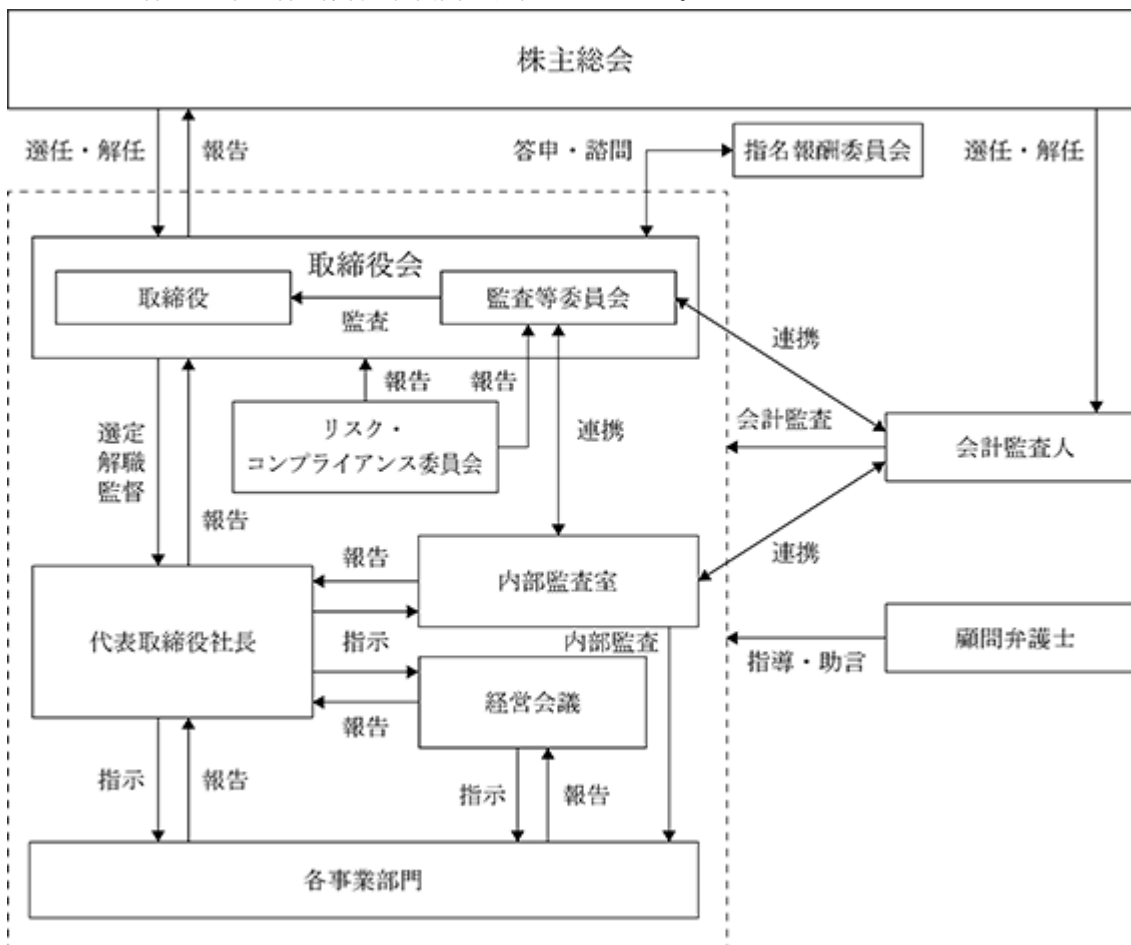 株主総会
選任・解任
報告
答申・諮問
指名報酬委員会
選任・解任
取締役会
取締役
監査等委員会
監査
連携
報告
報告
リスク・
コンプライアンス委員会
連携
会計監査
会計監査人
選定
解職
監督
報告
報告
内部監査室
連携
代表取締役社長
指示
内部監査
顧問弁護士
指導・助言
経営会議
報告
指示
報告
指示
報告
各事業部門